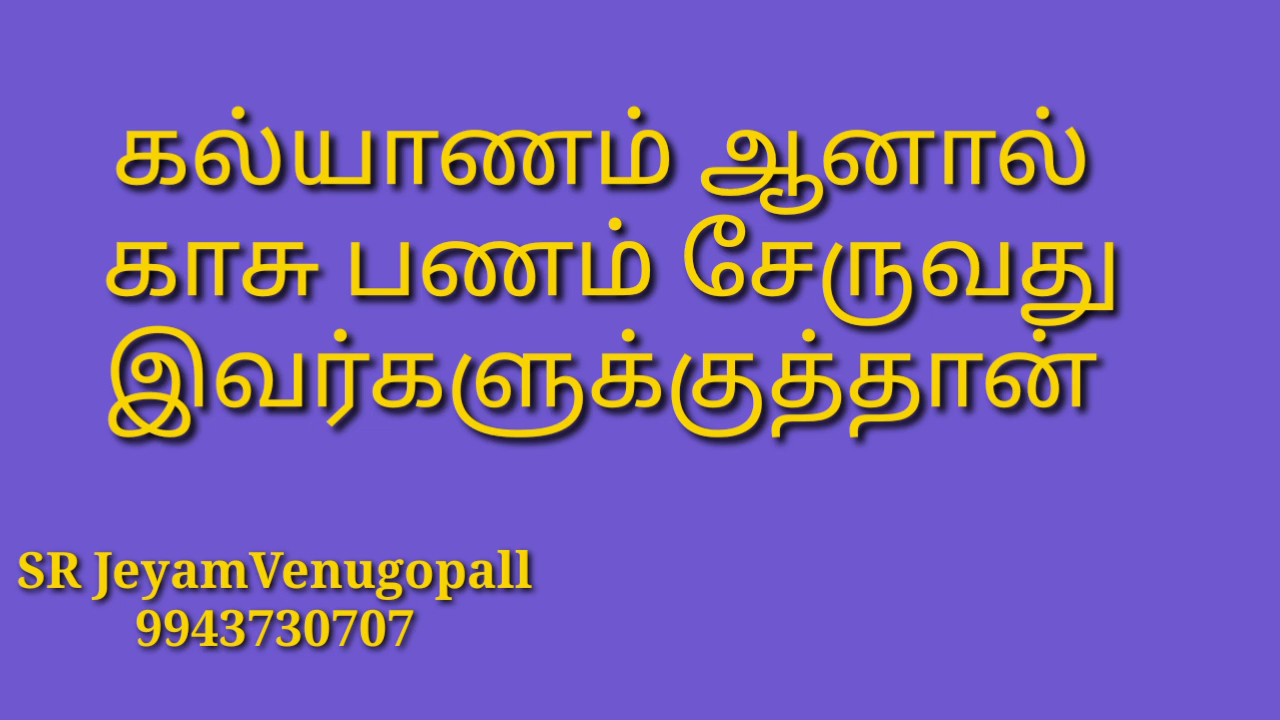 கல்யாணம் ஆனால்
காசு பணம் சேருவது
இவர்களுக்குத்தான்
SR JeyamVenugopall
9943730707